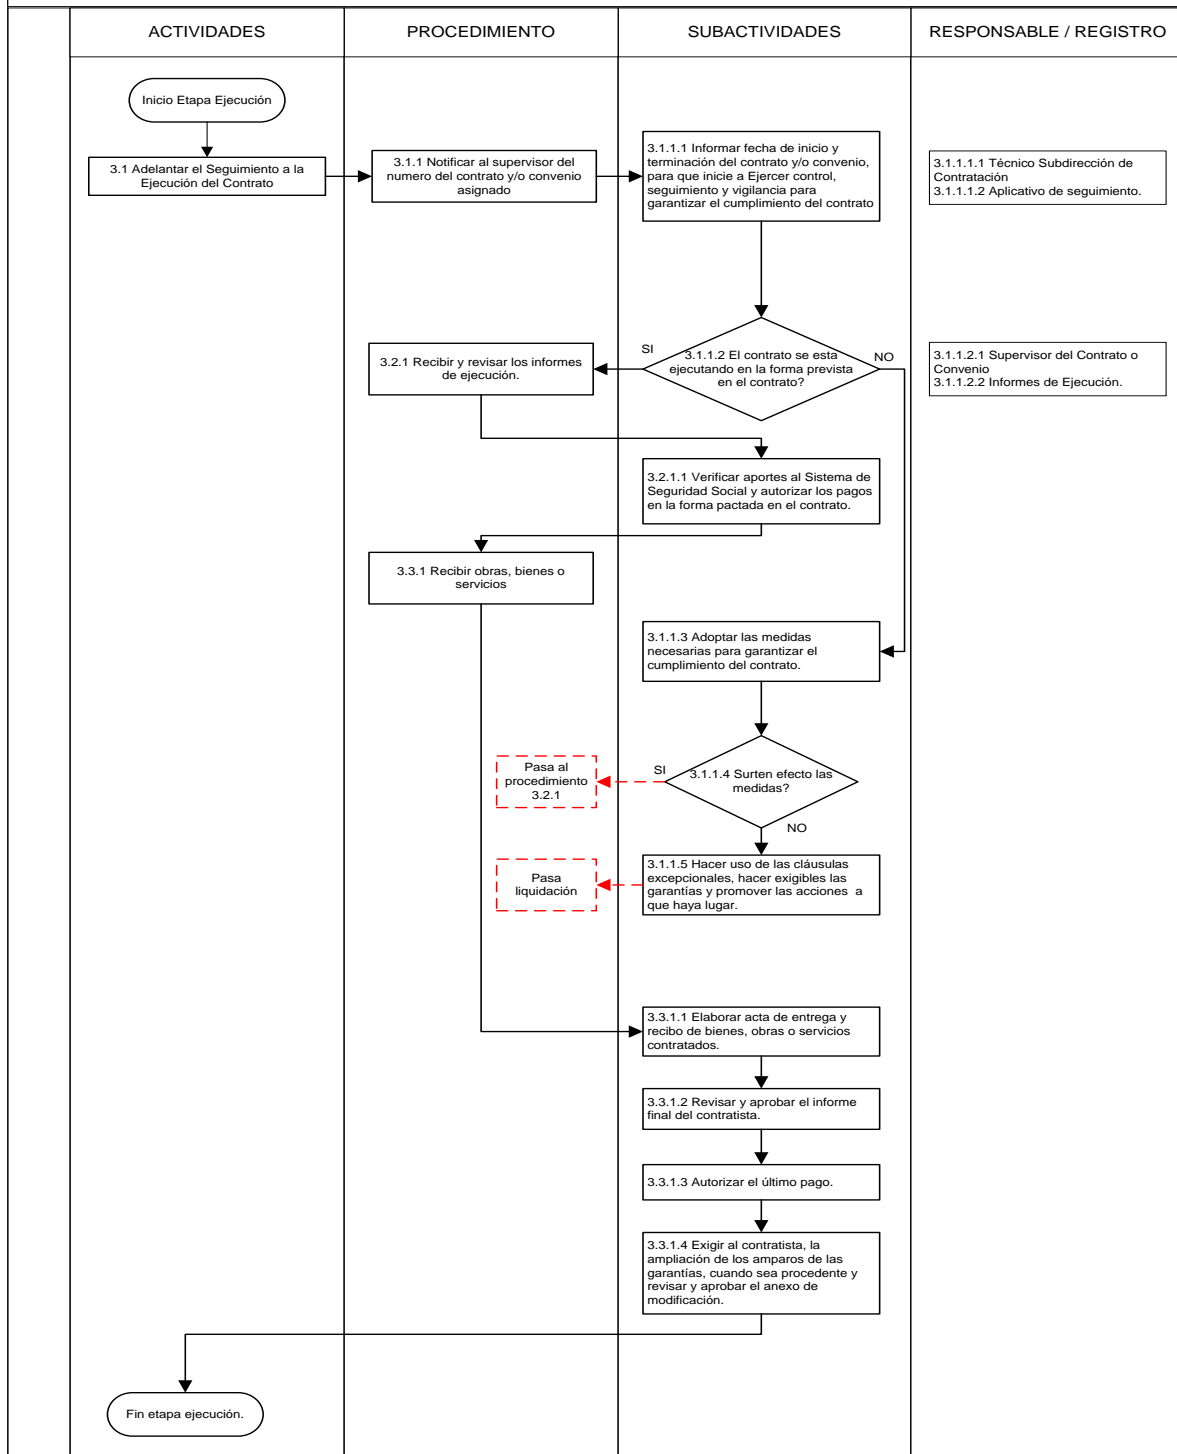 ACTIVIDADES
PROCEDIMIENTO
SUBACTIVIDADES
RESPONSABLE / REGISTRO
Inicio Etapa Ejecución
3.1 Adelantar el Seguimiento a la
Ejecución del Contrato
3.1.1 Notificar al supervisor del
numero del contrato y/o convenio
asignado
3.1.1.1 Informar fecha de inicio y
terminación del contrato y/o convenio,
para que inicie a Ejercer control,
seguimiento y vigilancia para
garantizar el cumplimiento del contrato
3.1.1.1.1 Técnico Subdirección de
Contratación
3.1.1.1.2 Aplicativo de seguimiento.
3.2.1 Recibir y revisar los informes
de ejecución.
SI
3.1.1.2 El contrato se esta
ejecutando en la forma prevista
en el contrato?
NO
3.1.1.2.1 Supervisor del Contrato o
Convenio
3.1.1.2.2 Informes de Ejecución.
3.2.1.1 Verificar aportes al Sistema de
Seguridad Social y autorizar los pagos
en la forma pactada en el contrato.
3.3.1 Recibir obras, bienes o
servicios
3.1.1.3 Adoptar las medidas
necesarias para garantizar el
cumplimiento del contrato.
Pasa al
procedimiento
3.2.1
SI
3.1.1.4 Surten efecto las
medidas?
NO
Pasa
liquidación
3.1.1.5 Hacer uso de las cláusulas
excepcionales, hacer exigibles las
garantías y promover las acciones a
que haya lugar.
3.3.1.1 Elaborar acta de entrega y
recibo de bienes, obras o servicios
contratados.
3.3.1.2 Revisar y aprobar el informe
final del contratista.
3.3.1.3 Autorizar el último pago.
3.3.1.4 Exigir al contratista, la
ampliación de los amparos de las
garantías, cuando sea procedente y
revisar y aprobar el anexo de
modificación.
Fin etapa ejecución.